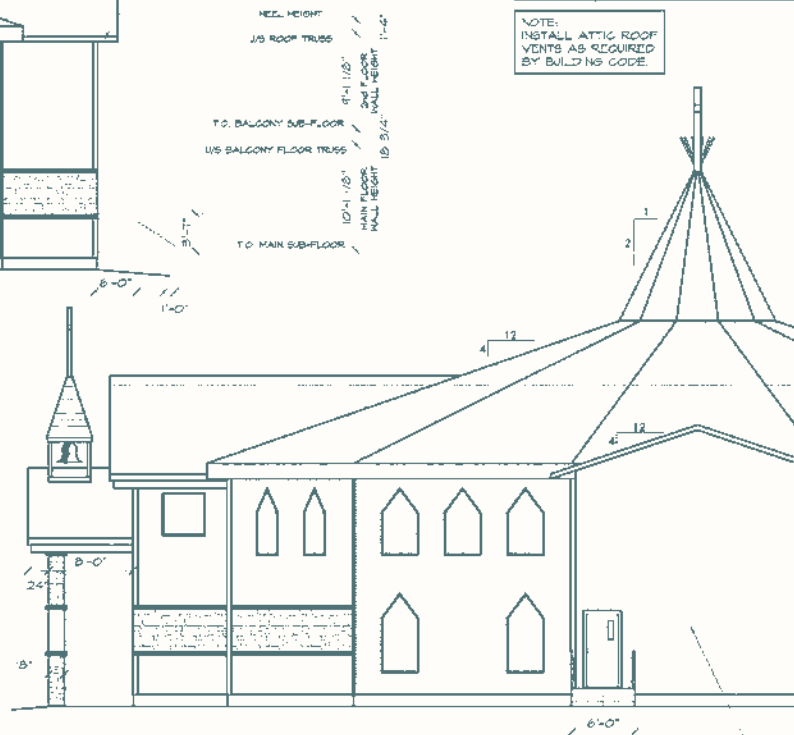 HEEL HEIGHT
U/S ROOF TRUSS
1'-4"
9'-1 1/8"
2nd FLOOR
WALL HEIGHT
T.O. BALCONY SUB-FLOOR
U/S BALCONY FLOOR TRUSS
18 3/4"
10'-1 1/8"
MAIN FLOOR
WALL HEIGHT
T.O. MAIN SUB-FLOOR
NOTE:
INSTALL ATTIC ROOF
VENTS AS REQUIRED
BY BUILDING CODE.
3'-7"
6'-0"
1'-0"
1
2
12
4
12
4
8'-0"
24"
18"
6'-0"